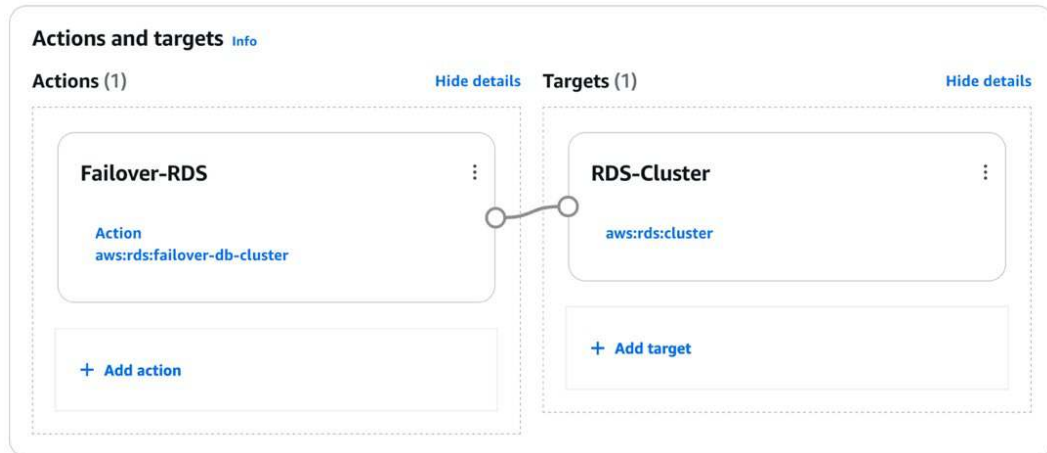 Actions and targets Info
Actions (1)
Hide details
Targets (1)
Hide details
Failover-RDS
Action
aws:rds:failover-db-cluster
+ Add action
RDS-Cluster
aws:rds:cluster
+ Add target